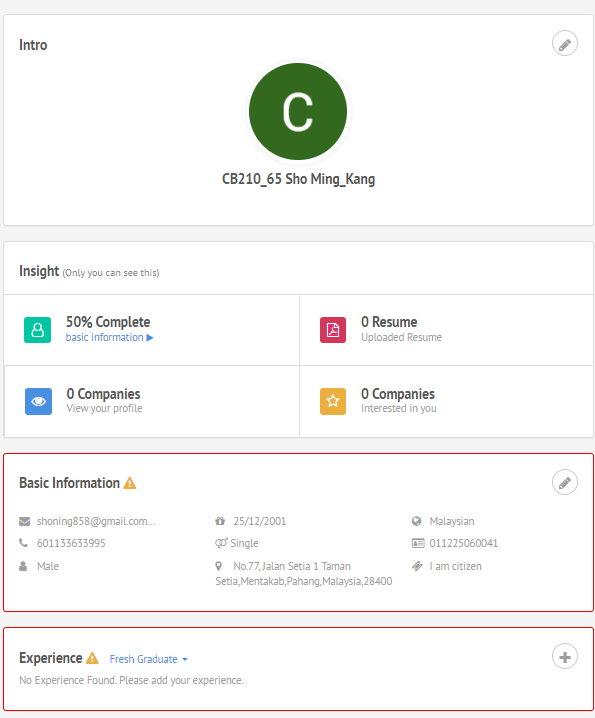 Intro
C
CB210_65 Sho Ming_Kang
Insight (Only you can see this)
50% Complete
basic information
0 Resume
Uploaded Resume
0 Companies
View your profile
0 Companies
Interested in you
Basic Information
shoning858@gmail.com...
25/12/2001
Malaysian
601133633995
Single
011225060041
Male
No.77, Jalan Setia 1 Taman
Setia,Mentakab,Pahang,Malaysia,28400
I am citizen
Experience Fresh Graduate
No Experience Found. Please add your experience.